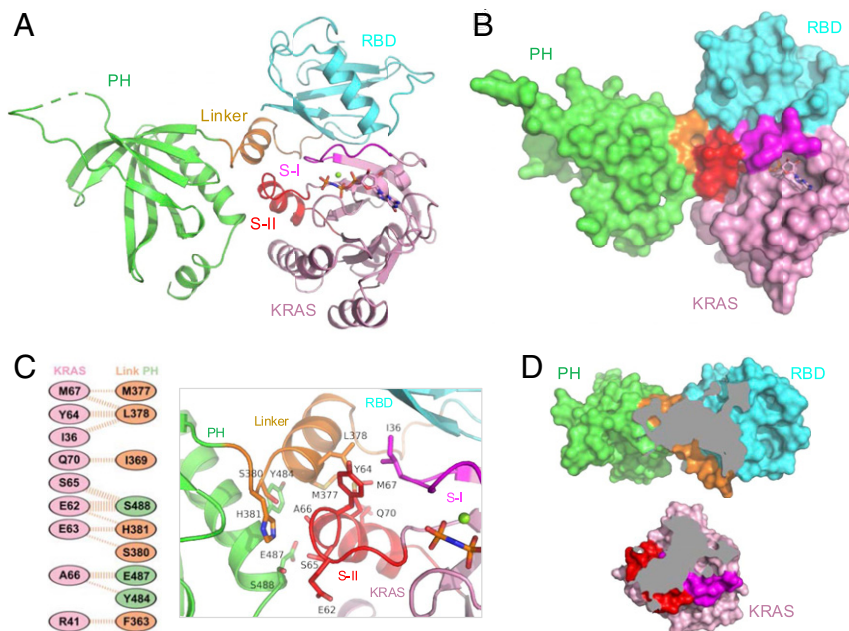 A
PH
Linker
RBD
S-I
S-II
KRAS
B
PH
RBD
KRAS
C
KRAS Link PH
M67 M377
Y64 L378
I36
Q70 I369
S65
E62 S488
E63 H381
S380
A66 E487
Y484
R41 F363
PH
Linker
RBD
I36
L378
S380 Y484
Y64
M377
M67
S-I
H381
A66
Q70
E487
S65
S-II
S488
KRAS
E62
D
PH
RBD
KRAS